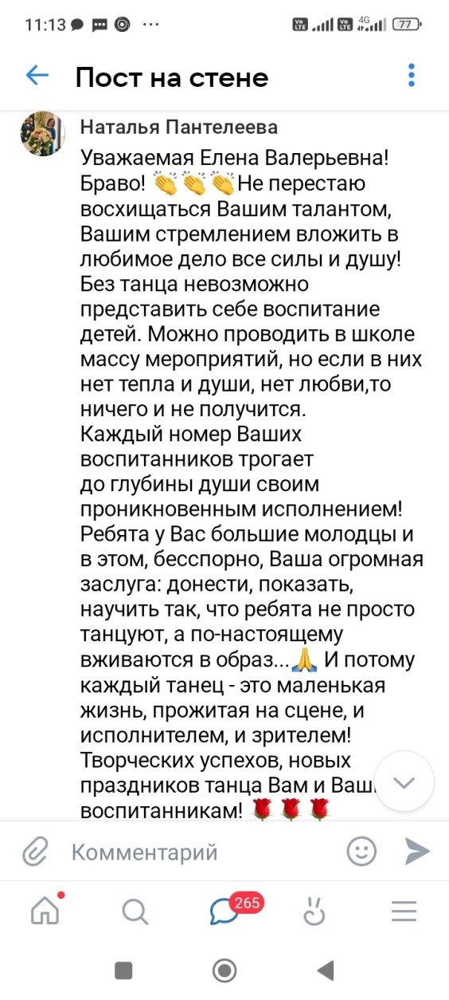 11:13
Vo LTE Vo LTE 4G 77
Пост на стене
Наталья Пантелеева
Уважаемая Елена Валерьевна!
Браво! 👏👏👏Не перестаю
восхищаться Вашим талантом,
Вашим стремлением вложить в
любимое дело все силы и душу!
Без танца невозможно
представить себе воспитание
детей. Можно проводить в школе
массу мероприятий, но если в них
нет тепла и души, нет любви,то
ничего и не получится.
Каждый номер Ваших
воспитанников трогает
до глубины души своим
проникновенным исполнением!
Ребята у Вас большие молодцы и
в этом, бесспорно, Ваша огромная
заслуга: донести, показать,
научить так, что ребята не просто
танцуют, а по-настоящему
вживаются в образ...🙏 И потому
каждый танец - это маленькая
жизнь, прожитая на сцене, и
исполнителем, и зрителем!
Творческих успехов, новых
праздников танца Вам и
воспитанникам! 🌹🌹🌹
Комментарий
265